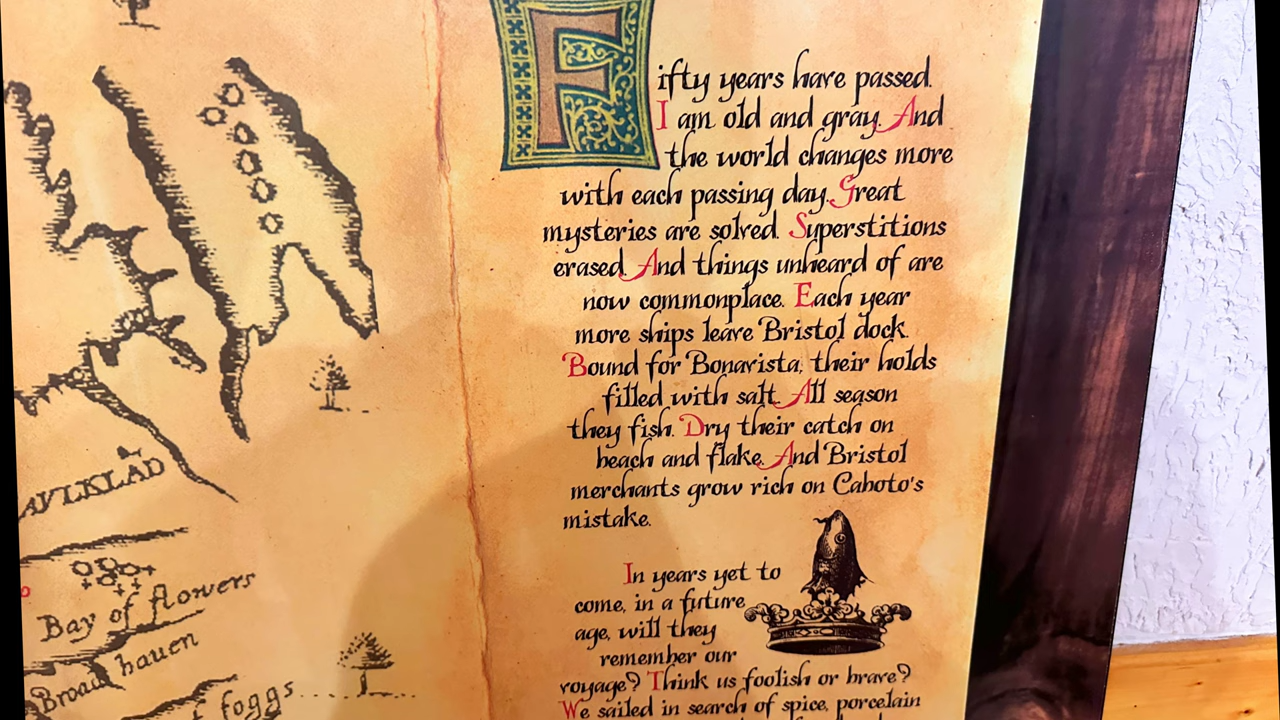 AVLKLAD
Bay of flowers
Broad hauen
foggs
Fifty years have passed.
I am old and gray. And
the world changes more
with each passing day. Great
mysteries are solved. Superstitions
erased. And things unheard of are
now commonplace. Each year
more ships leave Bristol dock.
Bound for Bonavista, their holds
filled with salt. All season
they fish. Dry their catch on
beach and flake. And Bristol
merchants grow rich on Caboto's
mistake.
In years yet to
come, in a future
age, will they
remember our
voyage? Think us foolish or brave?
We sailed in search of spice, porcelain